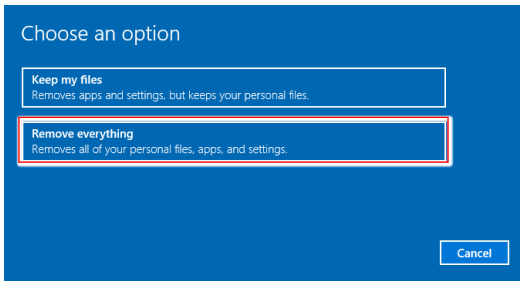 Choose an option
Keep my files
Removes apps and settings, but keeps your personal files.
Remove everything
Removes all of your personal files, apps, and settings.
Cancel